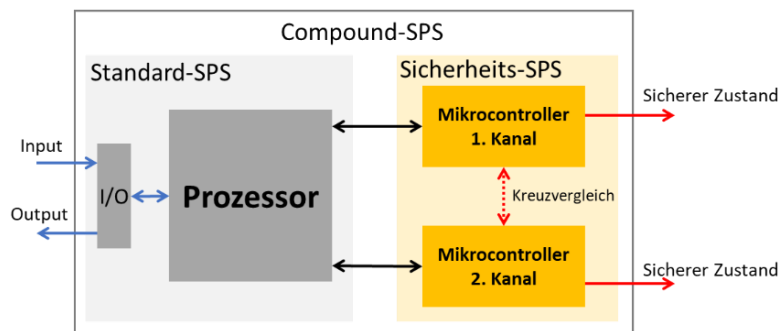 Compound-SPS
Standard-SPS
Sicherheits-SPS
Input
I/O
Output
Prozessor
Mikrocontroller
1. Kanal
Sicherer Zustand
Kreuzvergleich
Mikrocontroller
2. Kanal
Sicherer Zustand